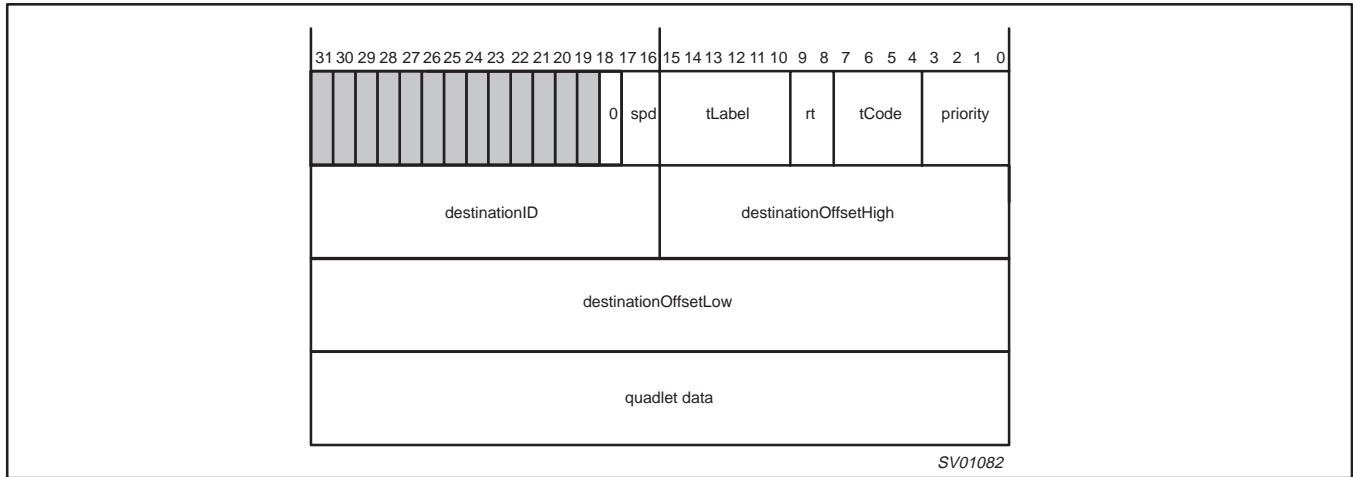 31 30 29 28 27 26 25 24 23 22 21 20 19 18 17 16 15 14 13 12 11 10 9 8 7 6 5 4 3 2 1 0
0 spd tLabel rt tCode priority
destinationID destinationOffsetHigh
destinationOffsetLow
quadlet data
SV01082